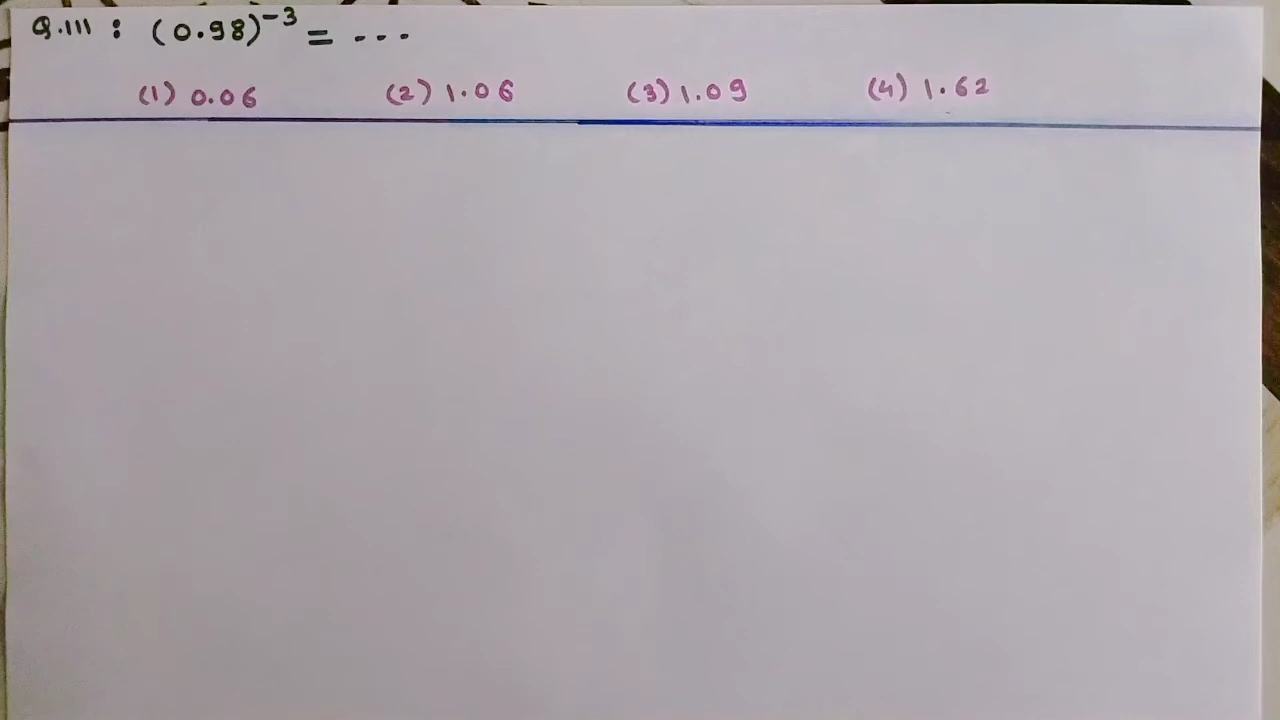 Q.111 : (0.98)⁻³ = ...
(1) 0.06 (2) 1.06 (3) 1.09 (4) 1.62